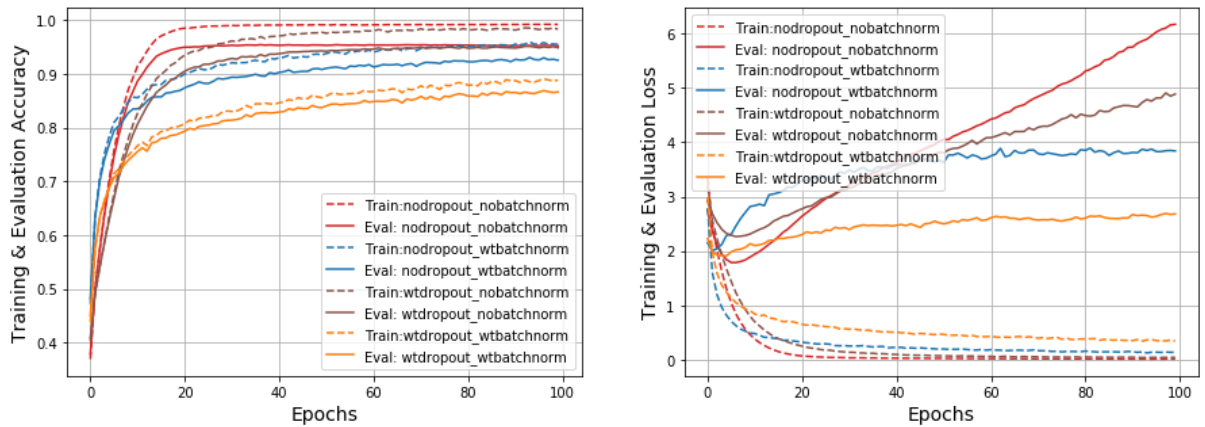 Training & Evaluation Accuracy
1.0
0.9
0.8
0.7
0.6
0.5
0.4
Train:nodropout_nobatchnorm
Eval: nodropout_nobatchnorm
Train:nodropout_wtbatchnorm
Eval: nodropout_wtbatchnorm
Train:wtdropout_nobatchnorm
Eval: wtdropout_nobatchnorm
Train:wtdropout_wtbatchnorm
Eval: wtdropout_wtbatchnorm
0 20 40 60 80 100
Epochs
Training & Evaluation Loss
6
5
4
3
2
1
0
Train:nodropout_nobatchnorm
Eval: nodropout_nobatchnorm
Train:nodropout_wtbatchnorm
Eval: nodropout_wtbatchnorm
Train:wtdropout_nobatchnorm
Eval: wtdropout_nobatchnorm
Train:wtdropout_wtbatchnorm
Eval: wtdropout_wtbatchnorm
0 20 40 60 80 100
Epochs